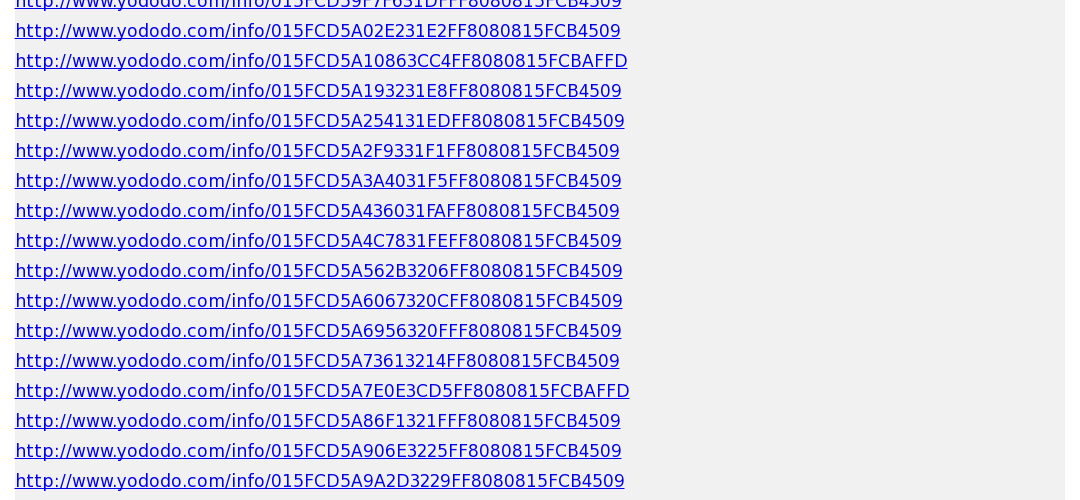 http://www.yododo.com/info/015FCD59F7F631DFFF8080815FCB4509
http://www.yododo.com/info/015FCD5A02E231E2FF8080815FCB4509
http://www.yododo.com/info/015FCD5A10863CC4FF8080815FCBAFFD
http://www.yododo.com/info/015FCD5A193231E8FF8080815FCB4509
http://www.yododo.com/info/015FCD5A254131EDFF8080815FCB4509
http://www.yododo.com/info/015FCD5A2F9331F1FF8080815FCB4509
http://www.yododo.com/info/015FCD5A3A4031F5FF8080815FCB4509
http://www.yododo.com/info/015FCD5A436031FAFF8080815FCB4509
http://www.yododo.com/info/015FCD5A4C7831FEFF8080815FCB4509
http://www.yododo.com/info/015FCD5A562B3206FF8080815FCB4509
http://www.yododo.com/info/015FCD5A6067320CFF8080815FCB4509
http://www.yododo.com/info/015FCD5A6956320FFF8080815FCB4509
http://www.yododo.com/info/015FCD5A73613214FF8080815FCB4509
http://www.yododo.com/info/015FCD5A7E0E3CD5FF8080815FCBAFFD
http://www.yododo.com/info/015FCD5A86F1321FFF8080815FCB4509
http://www.yododo.com/info/015FCD5A906E3225FF8080815FCB4509
http://www.yododo.com/info/015FCD5A9A2D3229FF8080815FCB4509